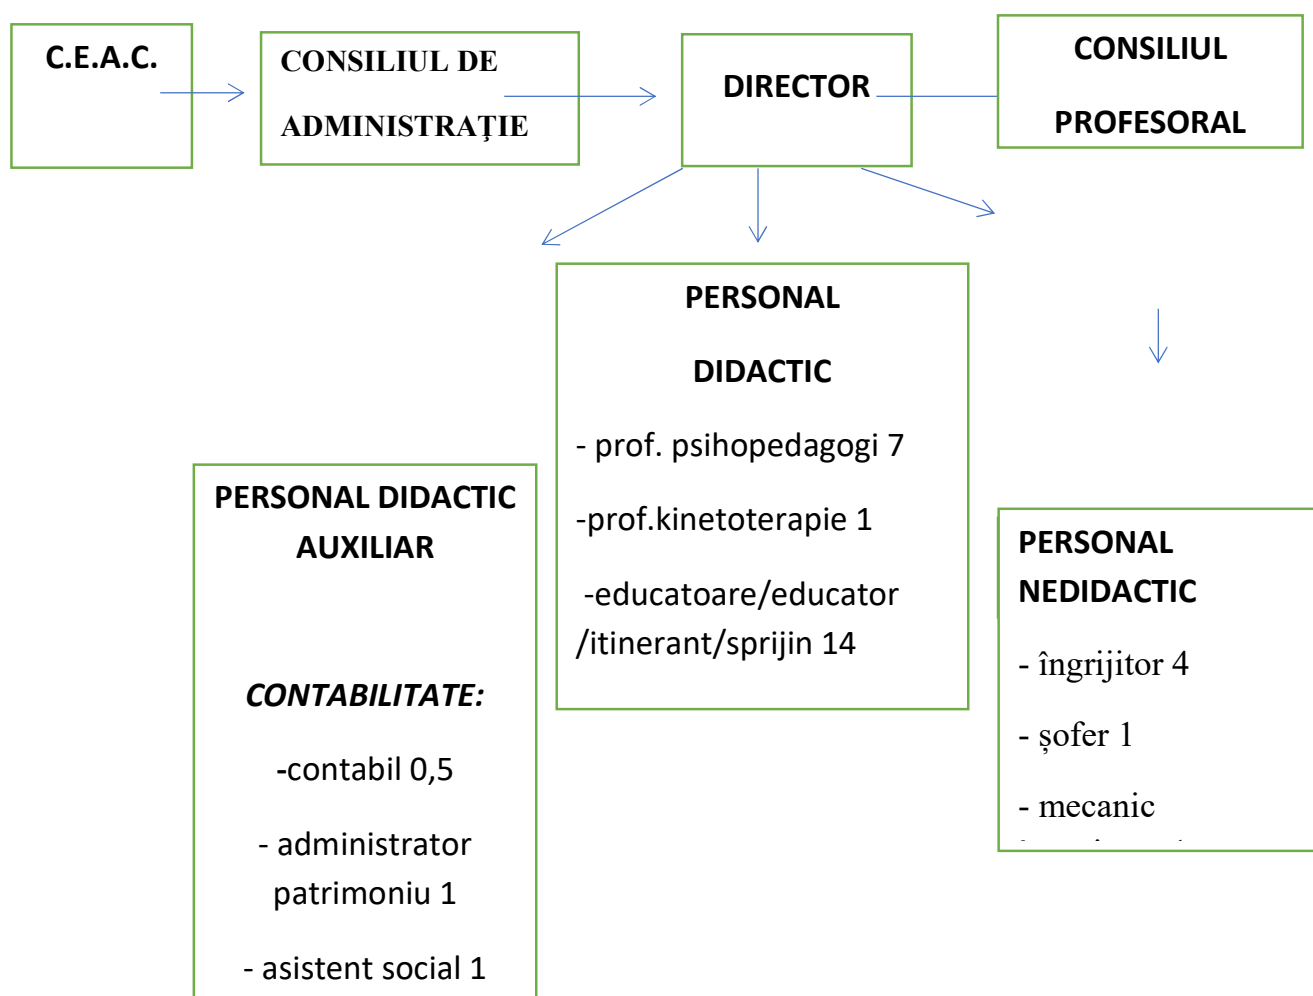 C.E.A.C.
CONSILIUL DE
ADMINISTRAŢIE
DIRECTOR
CONSILIUL
PROFESORAL
PERSONAL
DIDACTIC
- prof. psihopedagogi 7
-prof.kinetoterapie 1
-educatoare/educator
/itinerant/sprijin 14
PERSONAL DIDACTIC
AUXILIAR
CONTABILITATE:
-contabil 0,5
- administrator
patrimoniu 1
- asistent social 1
PERSONAL
NEDIDACTIC
- îngrijitor 4
- șofer 1
- mecanic